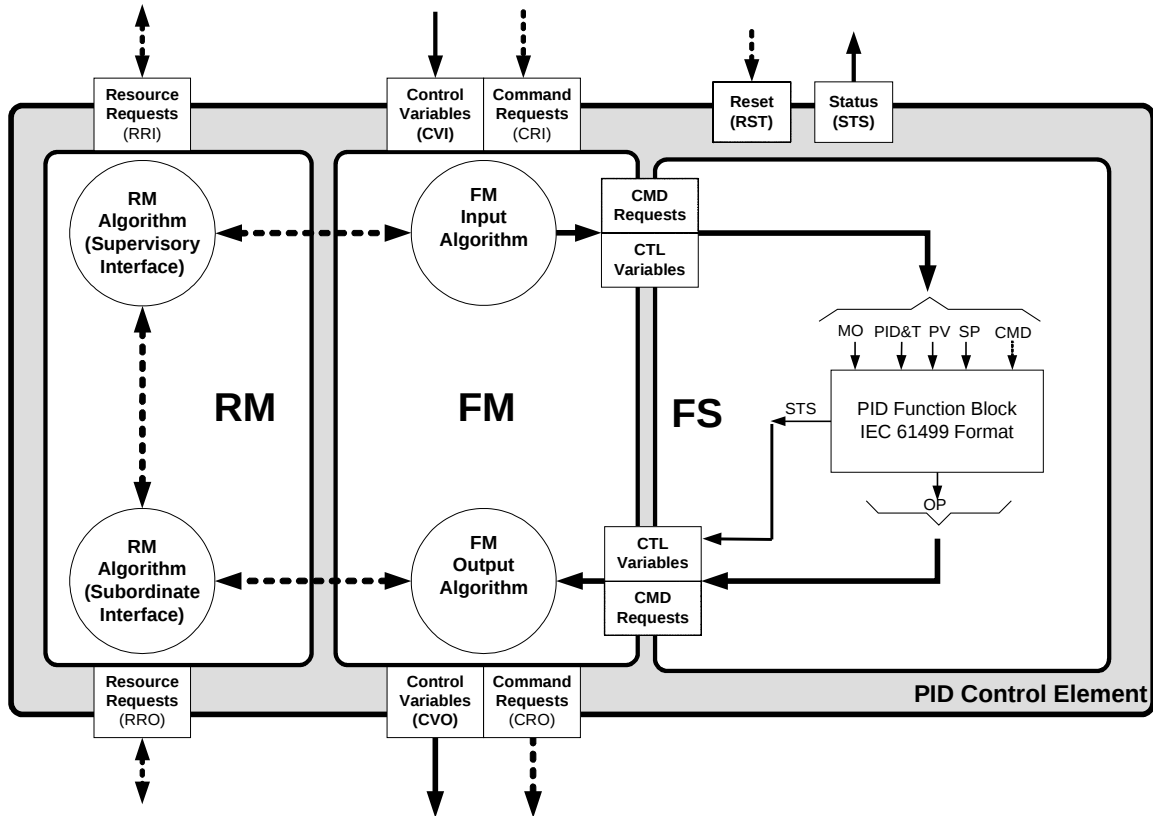 Resource
Requests
(RRI)
Control
Variables
(CVI)
Command
Requests
(CRI)
Reset
(RST)
Status
(STS)
RM
Algorithm
(Supervisory
Interface)
FM
Input
Algorithm
CMD
Requests
CTL
Variables
MO
PID&T
PV
SP
CMD
RM
FM
FS
STS
PID Function Block
IEC 61499 Format
OP
RM
Algorithm
(Subordinate
Interface)
FM
Output
Algorithm
CTL
Variables
CMD
Requests
Resource
Requests
(RRO)
Control
Variables
(CVO)
Command
Requests
(CRO)
PID Control Element